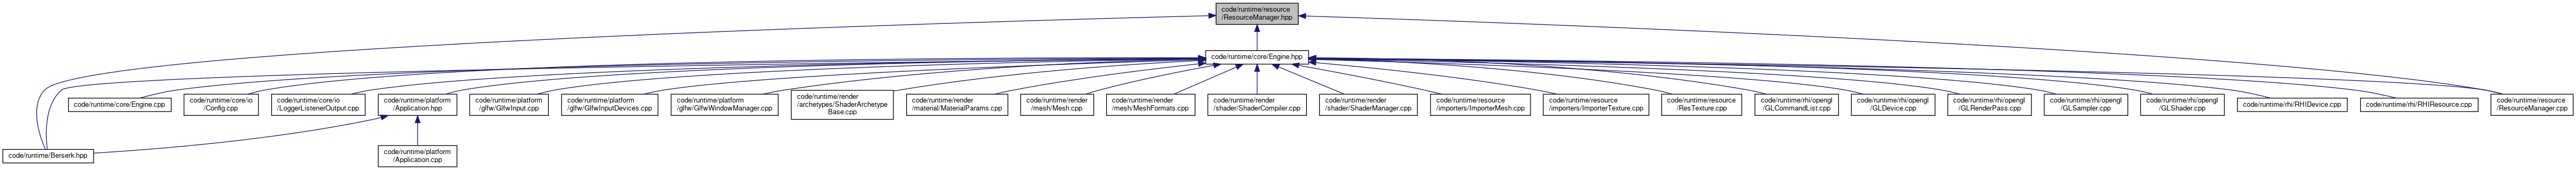 code/runtime/resource
/ResourceManager.hpp
code/runtime/core/Engine.hpp
code/runtime/core/Engine.cpp
code/runtime/core/io
/Config.cpp
code/runtime/core/io
/LoggerListenerOutput.cpp
code/runtime/platform
/Application.hpp
code/runtime/platform
/glfw/GlfwInput.cpp
code/runtime/platform
/glfw/GlfwInputDevices.cpp
code/runtime/platform
/glfw/GlfwWindowManager.cpp
code/runtime/render
/archetypes/ShaderArchetype
Base.cpp
code/runtime/render
/material/MaterialParams.cpp
code/runtime/render
/mesh/Mesh.cpp
code/runtime/render
/mesh/MeshFormats.cpp
code/runtime/render
/shader/ShaderCompiler.cpp
code/runtime/render
/shader/ShaderManager.cpp
code/runtime/resource
/importers/ImporterMesh.cpp
code/runtime/resource
/importers/ImporterTexture.cpp
code/runtime/resource
/ResTexture.cpp
code/runtime/rhi/opengl
/GLCommandList.cpp
code/runtime/rhi/opengl
/GLDevice.cpp
code/runtime/rhi/opengl
/GLRenderPass.cpp
code/runtime/rhi/opengl
/GLSampler.cpp
code/runtime/rhi/opengl
/GLShader.cpp
code/runtime/rhi/RHIDevice.cpp
code/runtime/rhi/RHIResource.cpp
code/runtime/resource
/ResourceManager.cpp
code/runtime/Berserk.hpp
code/runtime/platform
/Application.cpp